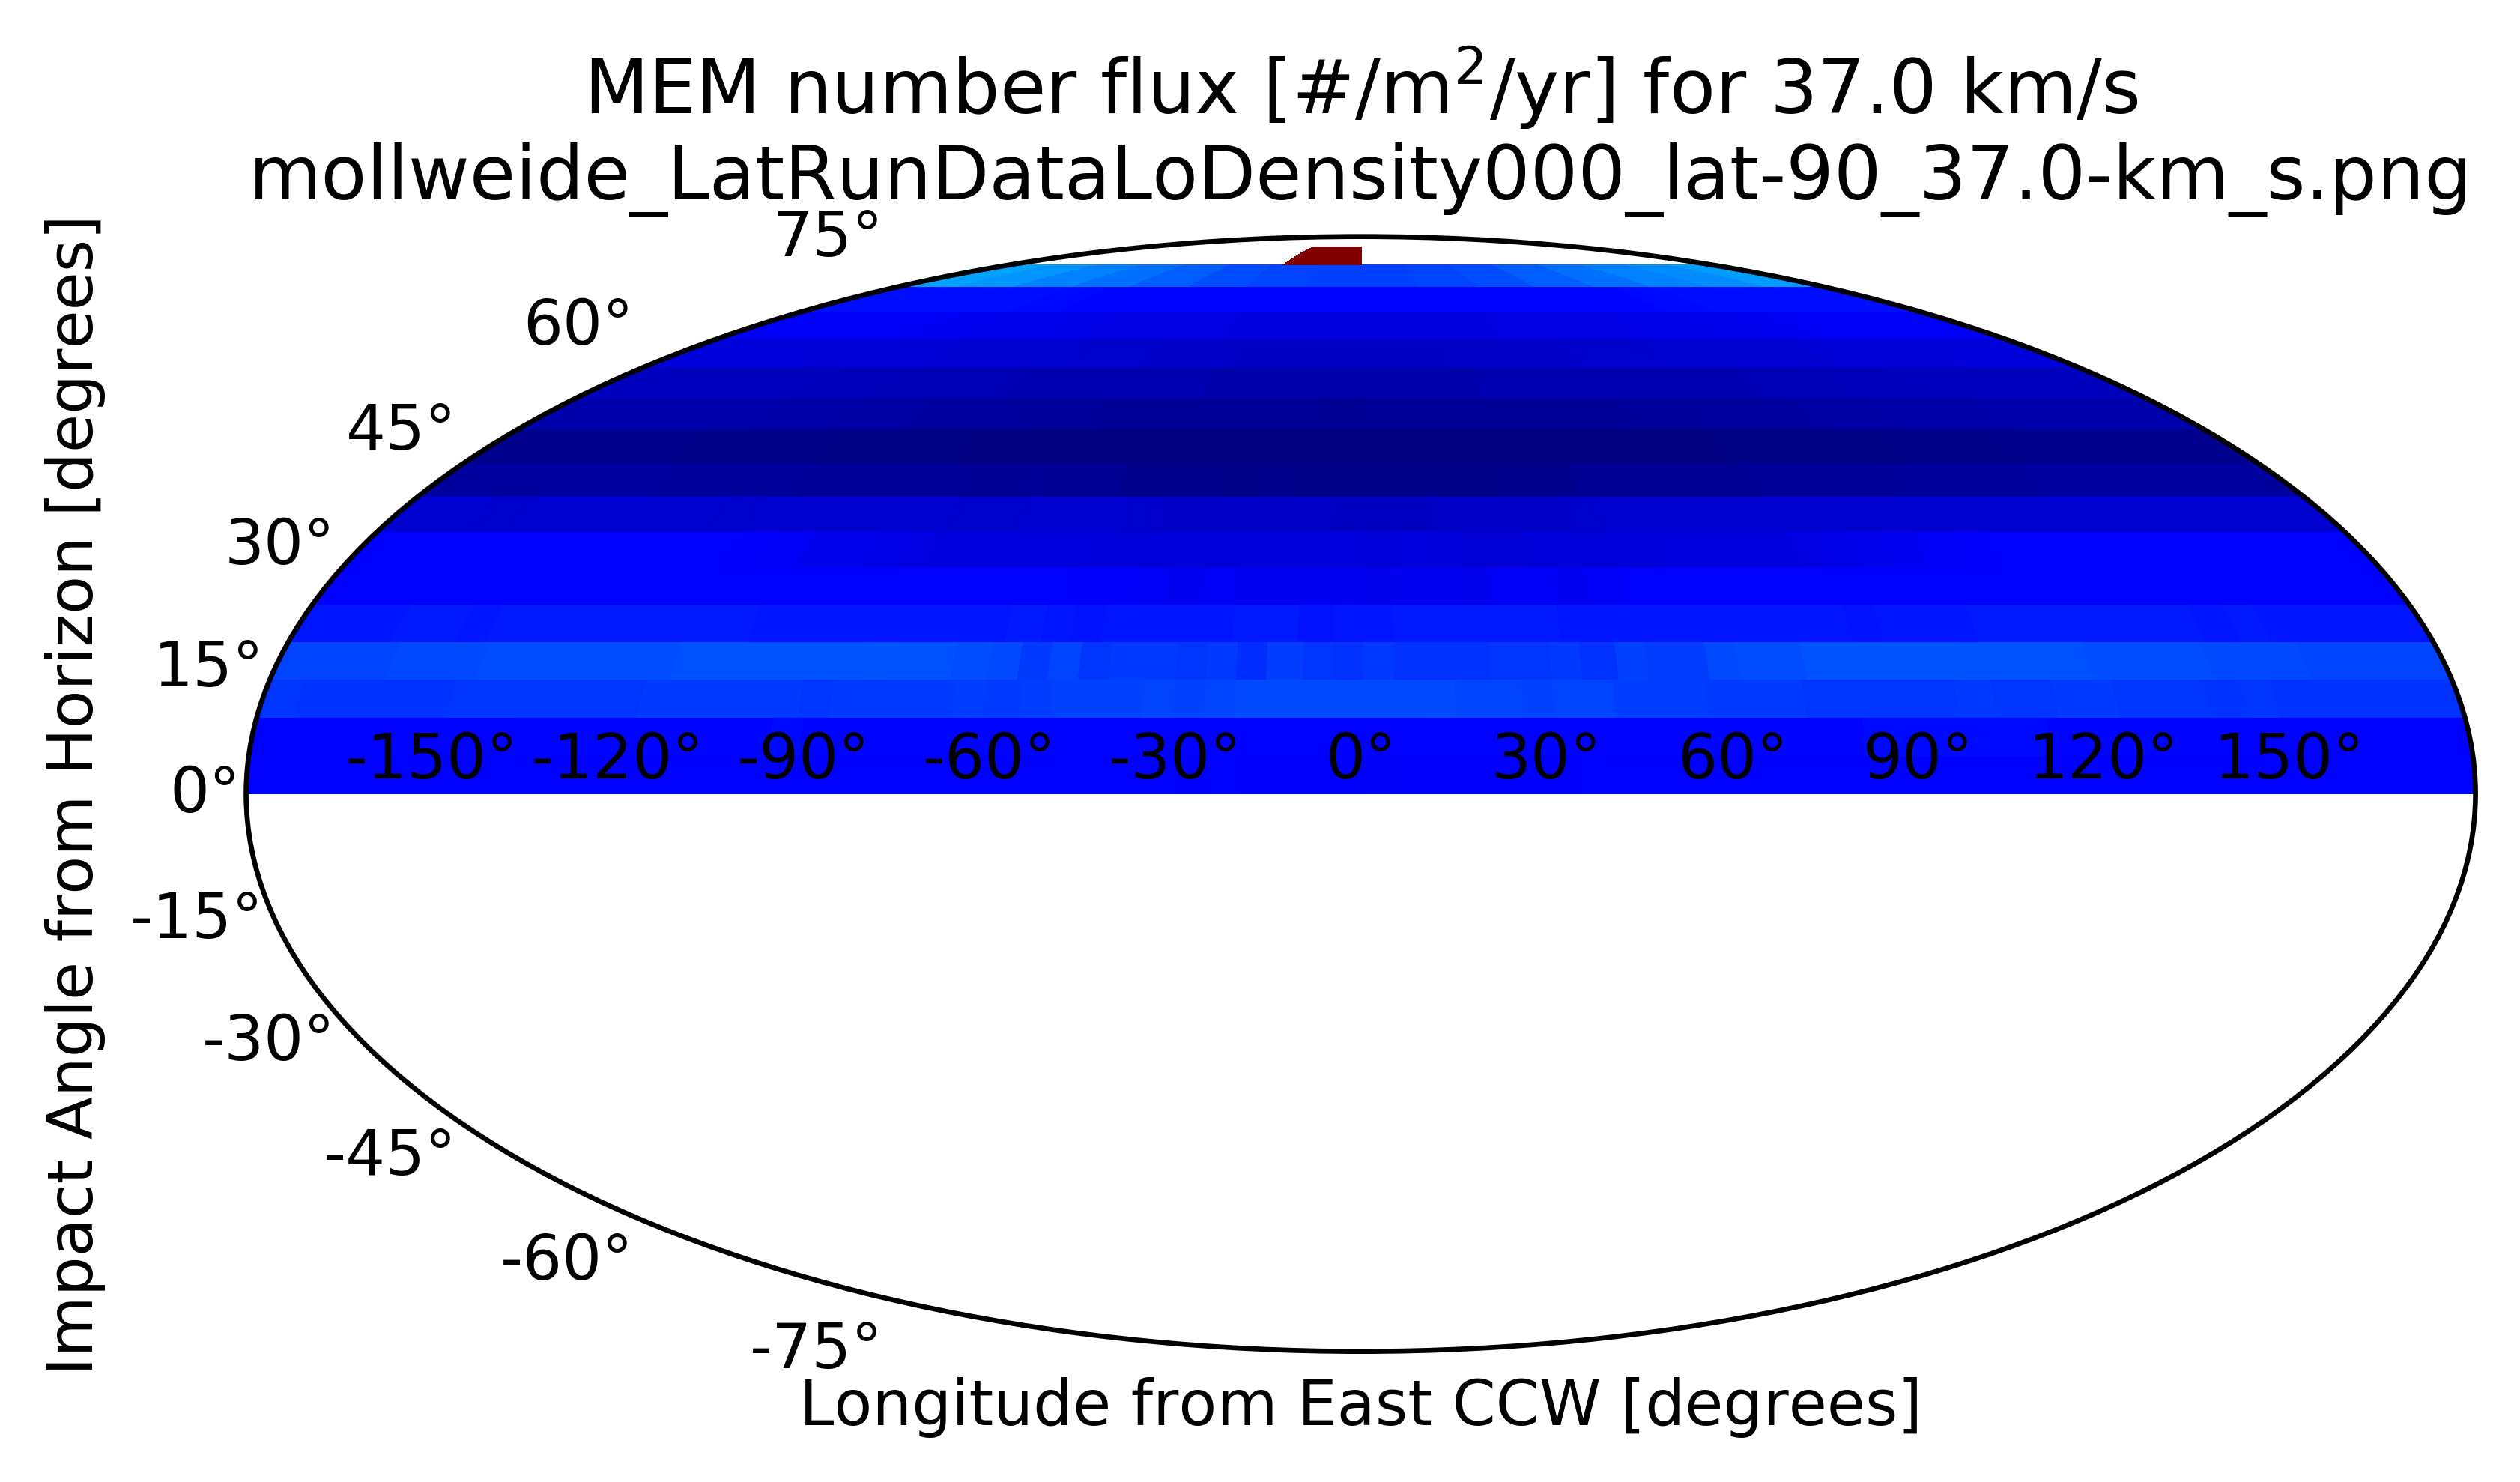 MEM number flux [#/m²/yr] for 37.0 km/s
mollweide_LatRunDataLoDensity000_lat-90_37.0-km_s.png
75°
60°
45°
30°
15°
0°
-15°
-30°
-45°
-60°
-75°
-150° -120° -90° -60° -30° 0° 30° 60° 90° 120° 150°
Impact Angle from Horizon [degrees]
Longitude from East CCW [degrees]